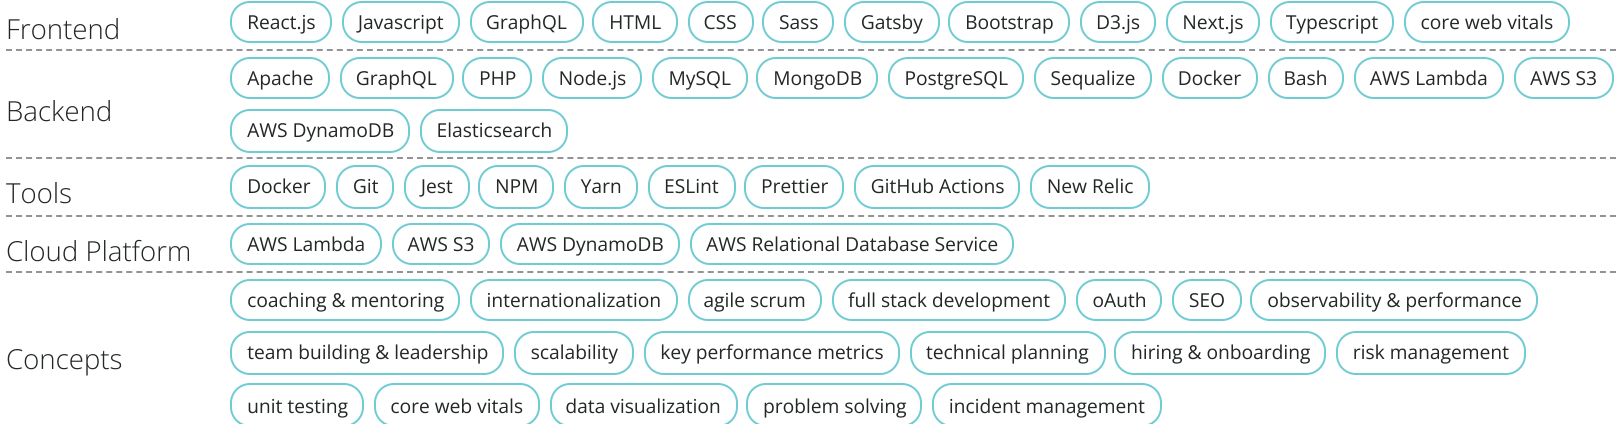 Frontend React.js Javascript GraphQL HTML CSS Sass Gatsby Bootstrap D3.js Next.js Typescript core web vitals
Backend Apache GraphQL PHP Node.js MySQL MongoDB PostgreSQL Sequalize Docker Bash AWS Lambda AWS S3
AWS DynamoDB Elasticsearch
Tools Docker Git Jest NPM Yarn ESLint Prettier GitHub Actions New Relic
Cloud Platform AWS Lambda AWS S3 AWS DynamoDB AWS Relational Database Service
Concepts coaching & mentoring internationalization agile scrum full stack development oAuth SEO observability & performance
team building & leadership scalability key performance metrics technical planning hiring & onboarding risk management
unit testing core web vitals data visualization problem solving incident management